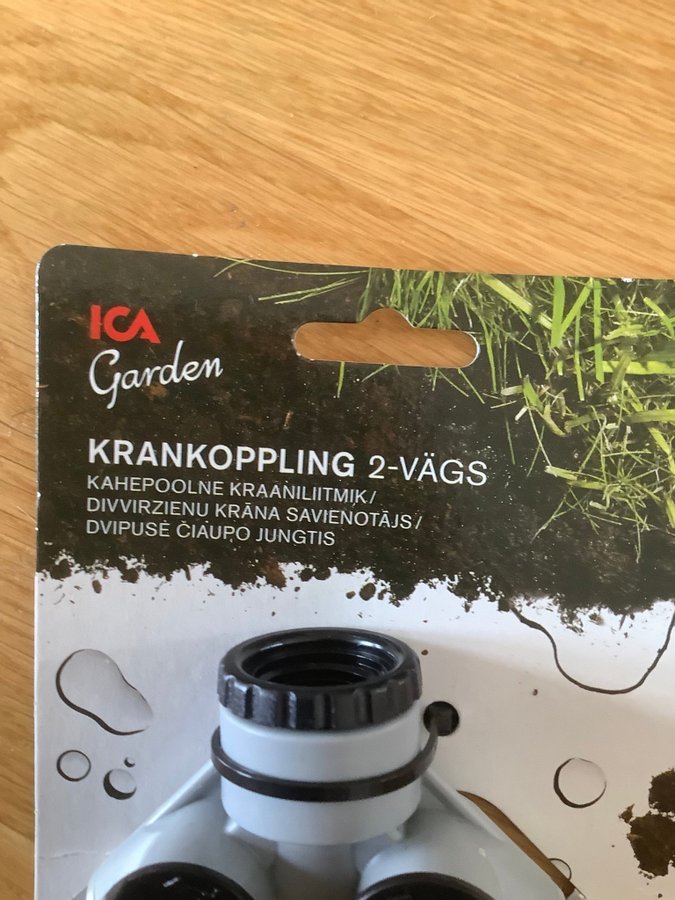 ICA
Garden
KRANKOPPLING 2-VÄGS
KAHEPOOLNE KRAANILIITMIK/
DIVVIRZIENU KRĀNA SAVIENOTĀJS/
DVIPUSĖ ČIAUPO JUNGTIS